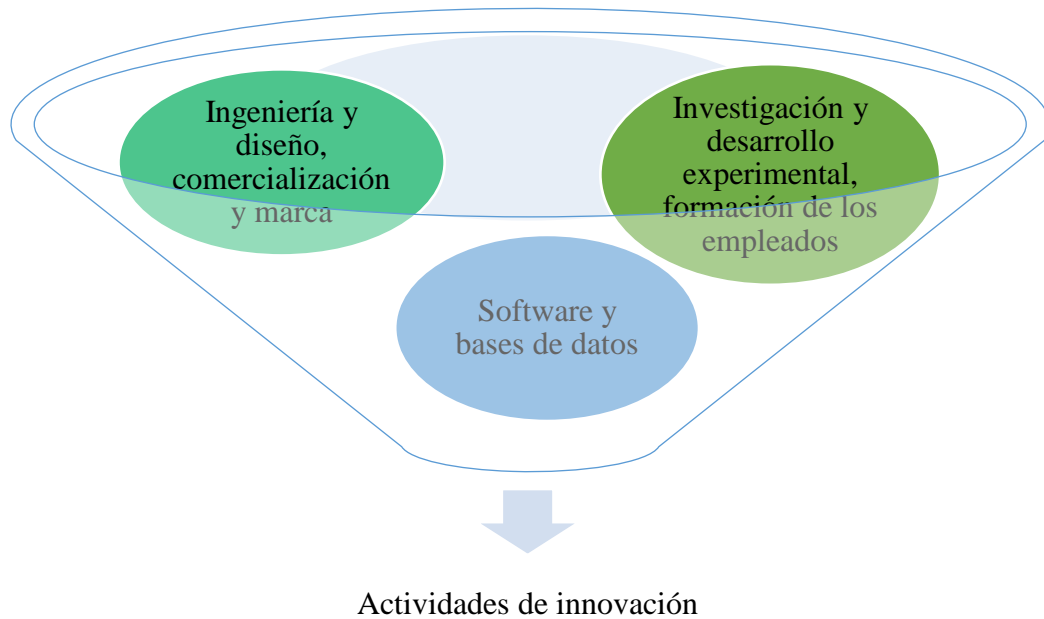 Ingeniería y
diseño,
comercialización
y marca
Investigación y
desarrollo
experimental,
formación de los
empleados
Software y
bases de datos
Actividades de innovación